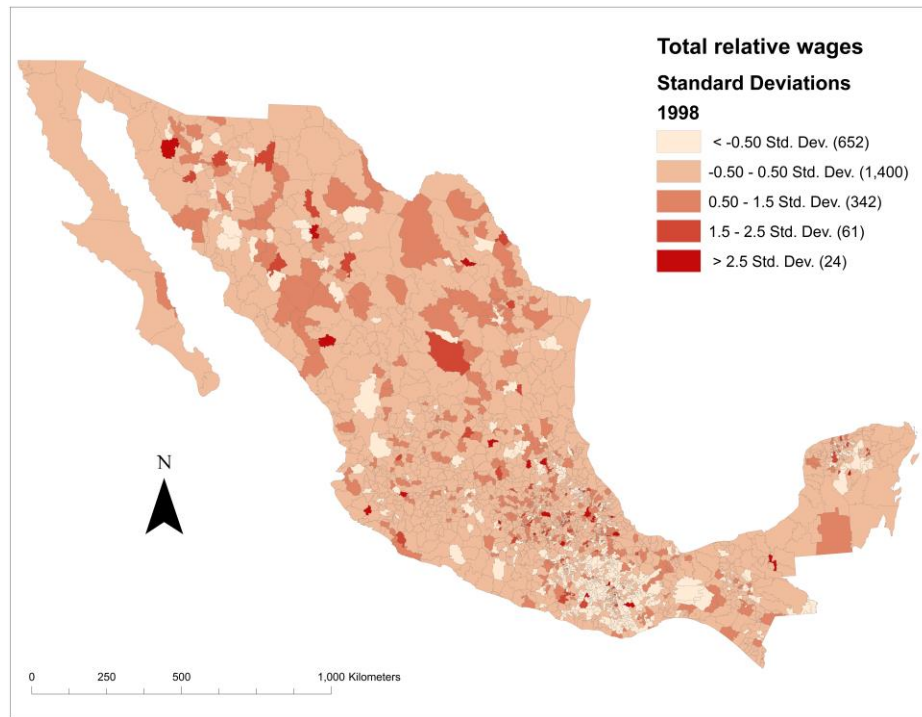 Total relative wages
Standard Deviations
1998
< -0.50 Std. Dev. (652)
-0.50 - 0.50 Std. Dev. (1,400)
0.50 - 1.5 Std. Dev. (342)
1.5 - 2.5 Std. Dev. (61)
> 2.5 Std. Dev. (24)
N
0 250 500 1,000 Kilometers